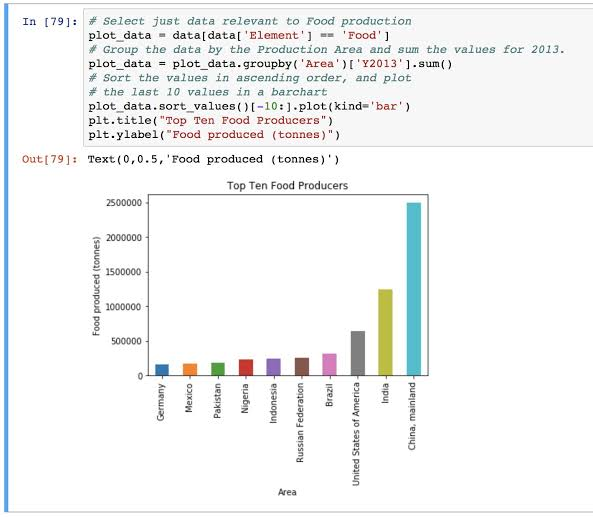 In [79]: # Select just data relevant to Food production
plot_data = data[data['Element'] == 'Food']
# Group the data by the Production Area and sum the values for 2013.
plot_data = plot_data.groupby('Area')['Y2013'].sum()
# Sort the values in ascending order, and plot
# the last 10 values in a barchart
plot_data.sort_values()[-10:].plot(kind='bar')
plt.title("Top Ten Food Producers")
plt.ylabel("Food produced (tonnes)")
Out[79]: Text(0,0.5,'Food produced (tonnes)')
Top Ten Food Producers
Food produced (tonnes)
2500000
2000000
1500000
1000000
500000
0
Germany
Mexico
Pakistan
Nigeria
Indonesia
Russian Federation
Brazil
United States of America
India
China, mainland
Area